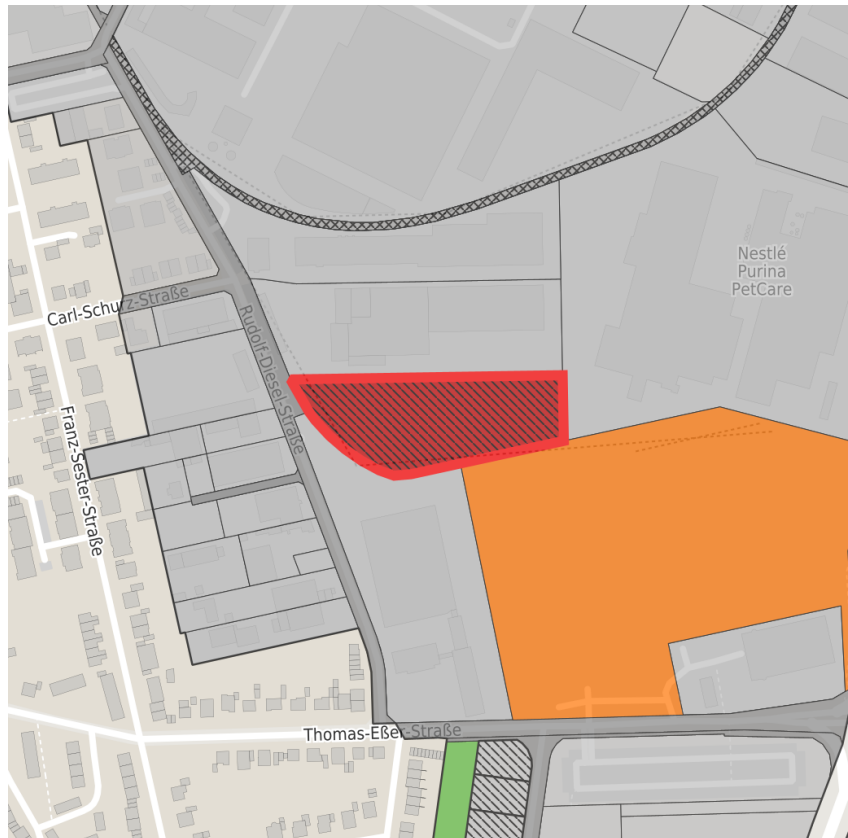 Nestlé
Purina
PetCare
Carl-Schurz-Straße
Rudolf-Diesel-Straße
Franz-Sester-Straße
Thomas-Eßer-Straße